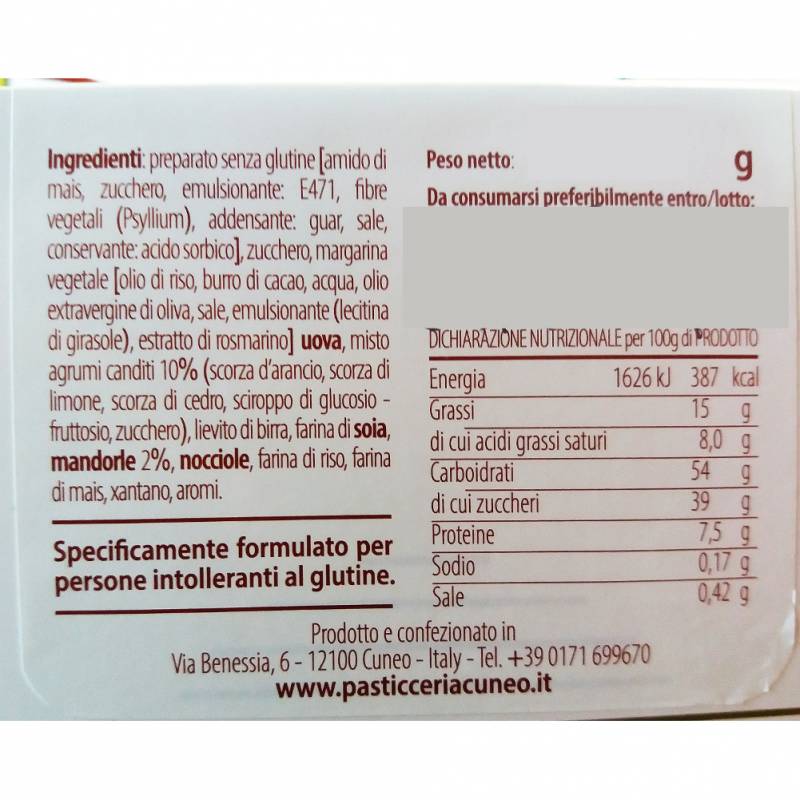 Ingredienti: preparato senza glutine [amido di
mais, zucchero, emulsionante: E471, fibre
vegetali (Psyllium), addensante: guar, sale,
conservante: acido sorbico], zucchero, margarina
vegetale [olio di riso, burro di cacao, acqua, olio
extravergine di oliva, sale, emulsionante (lecitina
di girasole), estratto di rosmarino] uova, misto
agrumi canditi 10% (scorza d'arancio, scorza di
limone, scorza di cedro, sciroppo di glucosio -
fruttosio, zucchero), lievito di birra, farina di soia,
mandorle 2%, nocciole, farina di riso, farina
di mais, xantano, aromi.
Specificamente formulato per
persone intolleranti al glutine.
Peso netto: g
Da consumarsi preferibilmente entro/lotto:
DICHIARAZIONE NUTRIZIONALE per 100g di PRODOTTO
Energia 1626 kJ 387 kcal
Grassi 15 g
di cui acidi grassi saturi 8,0 g
Carboidrati 54 g
di cui zuccheri 39 g
Proteine 7,5 g
Sodio 0,17 g
Sale 0,42 g
Prodotto e confezionato in
Via Benessia, 6 - 12100 Cuneo - Italy - Tel. +39 0171 699670
www.pasticceriacuneo.it